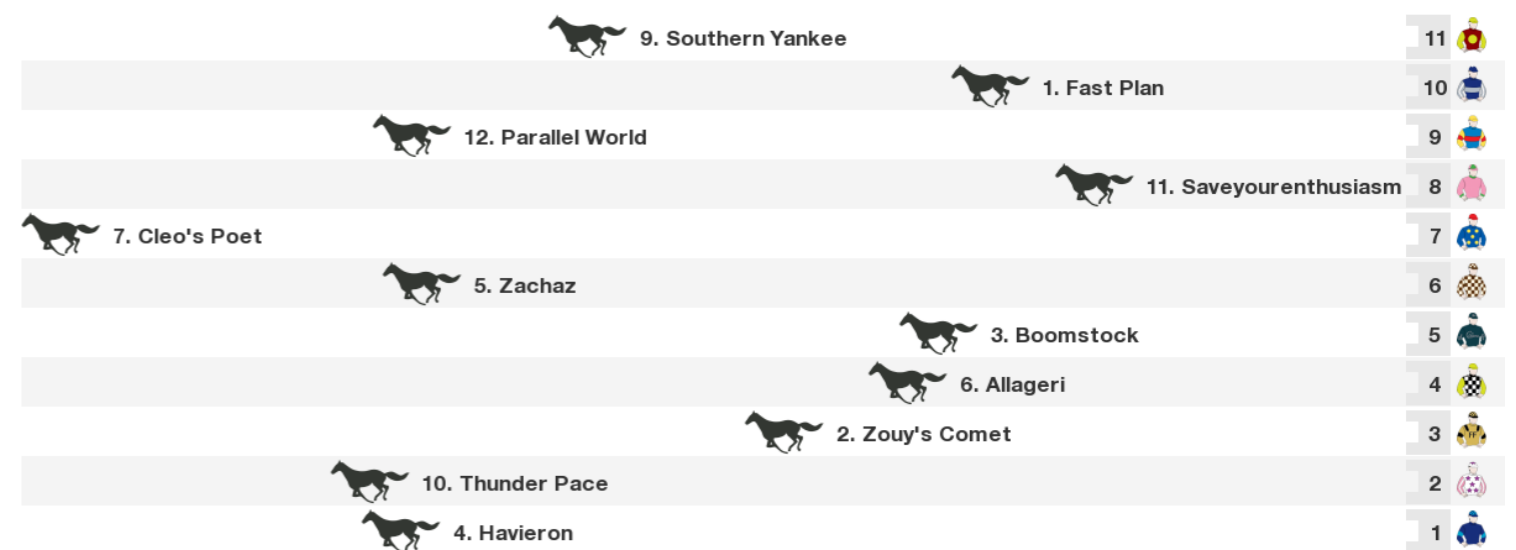 9. Southern Yankee 11
1. Fast Plan 10
12. Parallel World 9
11. Saveyourenthusiasm 8
7. Cleo's Poet 7
5. Zachaz 6
3. Boomstock 5
6. Allageri 4
2. Zouy's Comet 3
10. Thunder Pace 2
4. Havieron 1